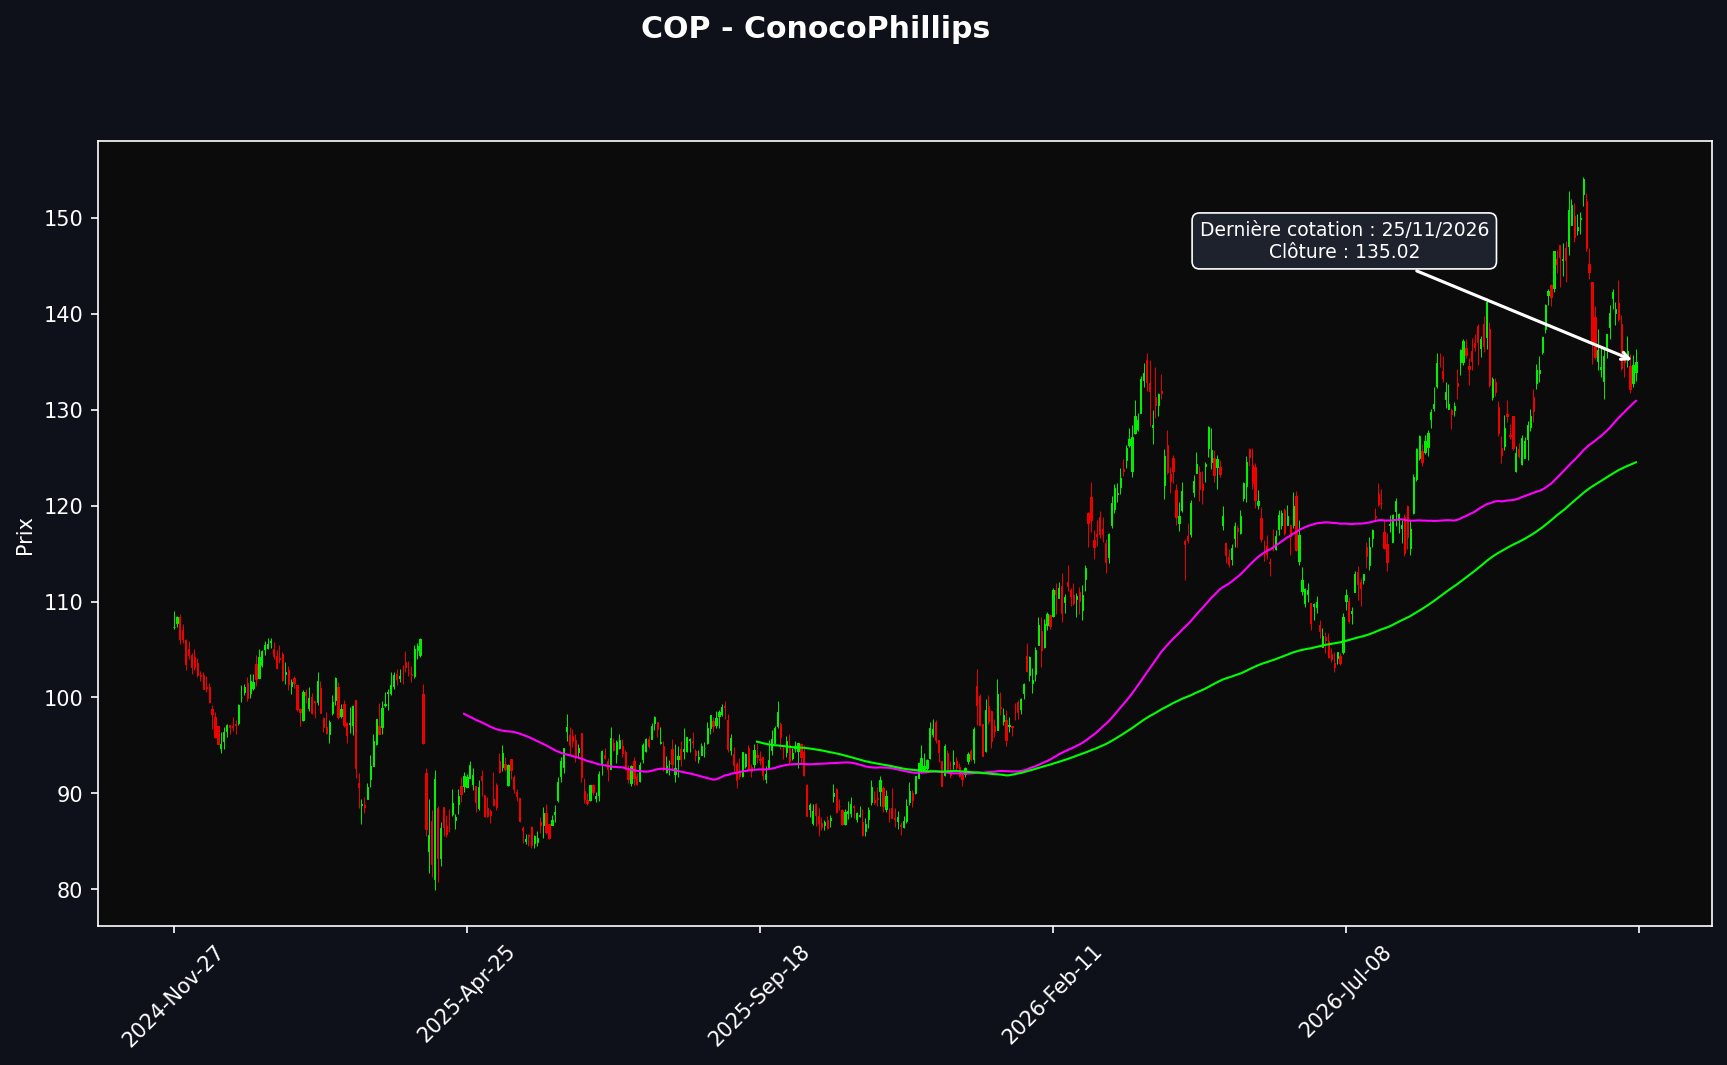 COP - ConocoPhillips
Dernière cotation : 25/11/2026
Clôture : 135.02
Prix
150
140
130
120
110
100
90
80
2024-Nov-27
2025-Apr-25
2025-Sep-18
2026-Feb-11
2026-Jul-08